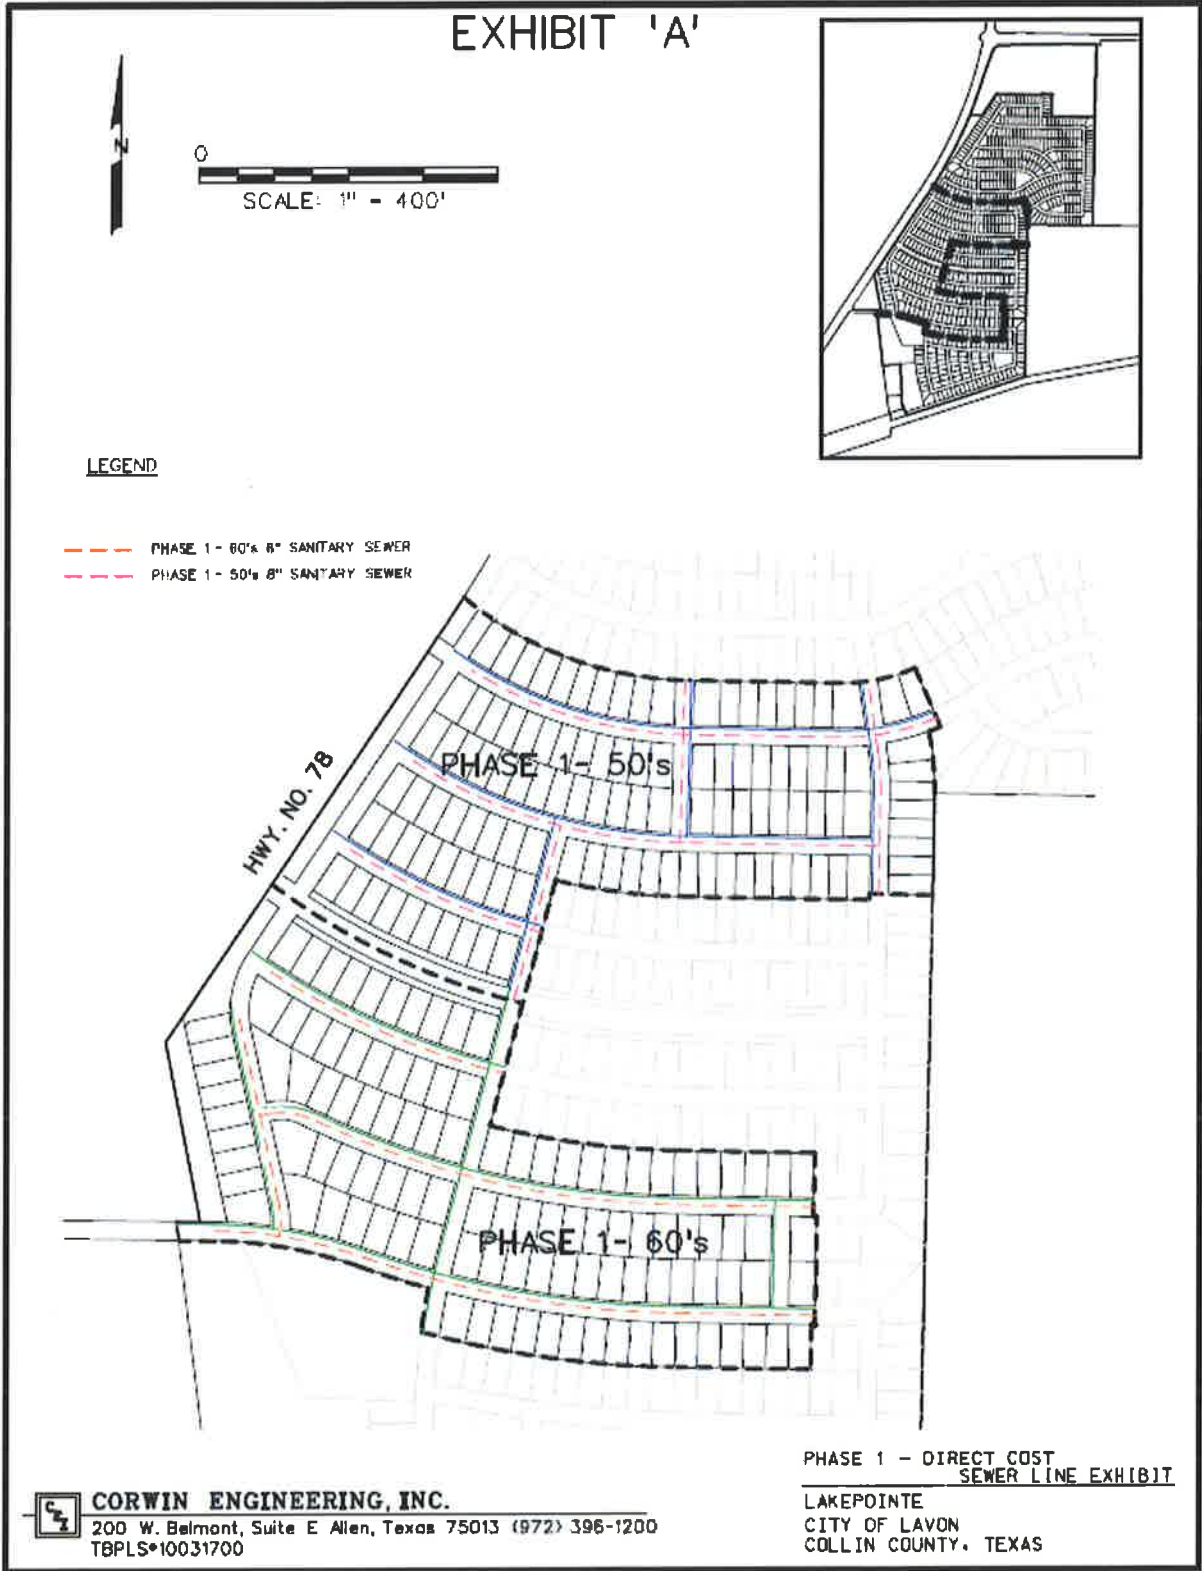 EXHIBIT 'A'
N
0
SCALE: 1" = 400'
LEGEND
PHASE 1 - 60's 8" SANITARY SEWER
PHASE 1 - 50's 8" SANITARY SEWER
HWY. NO. 78
PHASE 1- 50's
PHASE 1- 60's
PHASE 1 - DIRECT COST
SEWER LINE EXHIBIT
LAKEPOINTE
CITY OF LAVON
COLLIN COUNTY, TEXAS
CEI
CORWIN ENGINEERING, INC.
200 W. Belmont, Suite E Allen, Texas 75013 (972) 396-1200
TBPLS#10031700